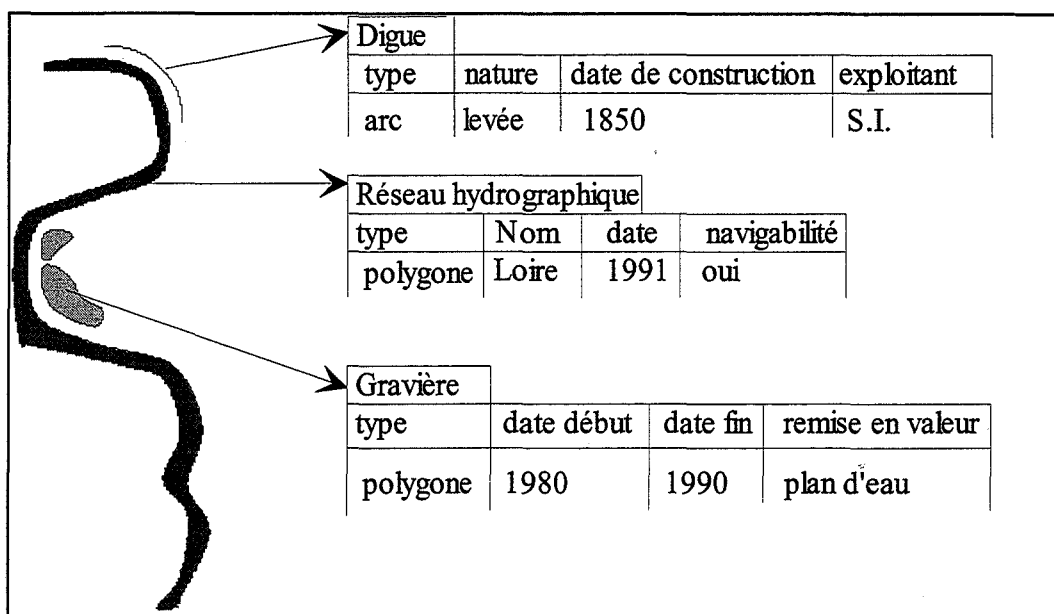 Digue
type nature date de construction exploitant
arc levée 1850 S.I.
Réseau hydrographique
type Nom date navigabilité
polygone Loire 1991 oui
Gravière
type date début date fin remise en valeur
polygone 1980 1990 plan d'eau